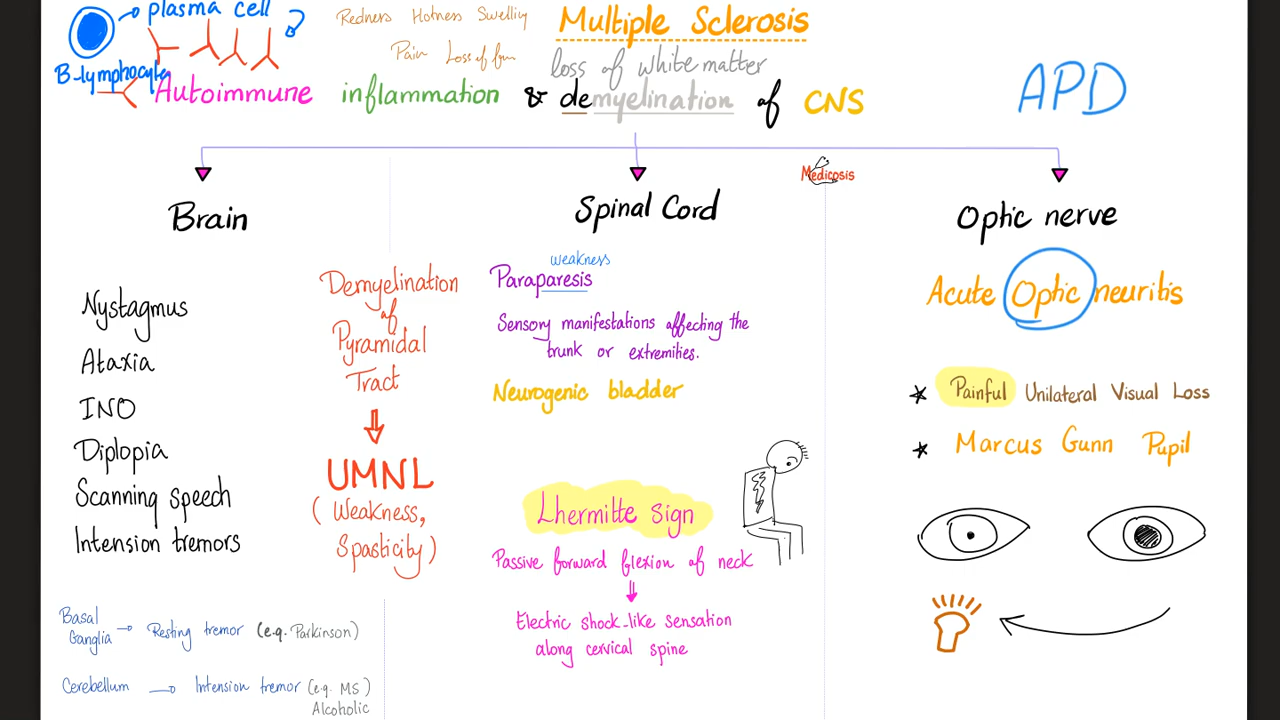 plasma cell
B-lymphocyte
Redness Hotness Swelling
Pain Loss of fun
Multiple Sclerosis
loss of white matter
Autoimmune inflammation & demyelination of CNS
APD
Medicosis
Brain
Nystagmus
Ataxia
INO
Diplopia
Scanning speech
Intension tremors
Demyelination
of
Pyramidal
Tract
UMNL
(Weakness,
Spasticity)
Basal
Ganglia
Resting tremor (e.g. Parkinson)
Cerebellum
Intension tremor (e.g. MS)
Alcoholic
Spinal Cord
weakness
Paraparesis
Sensory manifestations affecting the
trunk or extremities.
Neurogenic bladder
Lhermitte sign
Passive forward flexion of neck
Electric shock-like sensation
along cervical spine
Optic nerve
Acute Optic neuritis
Painful Unilateral Visual Loss
Marcus Gunn Pupil